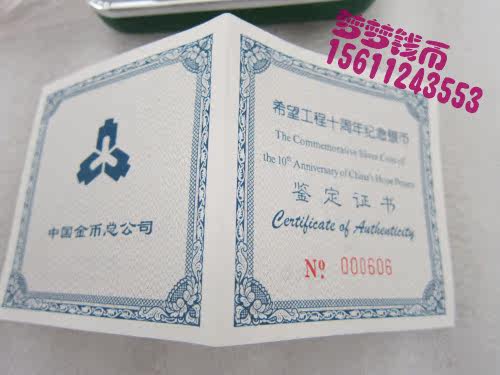 梦梦钱币
15611243553
中国金币总公司
希望工程十周年纪念银币
The Commemorative Silver Coin of
the 10th Anniversary of China's Hope Project
鉴定证书
Certificate of Authenticity
No 000606